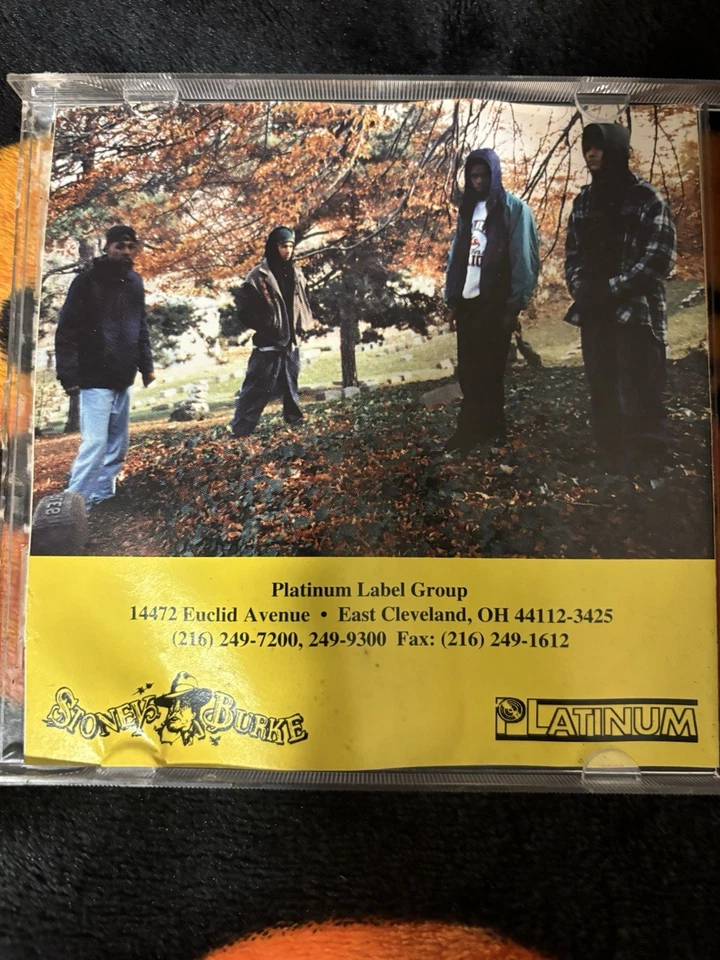 Platinum Label Group
14472 Euclid Avenue • East Cleveland, OH 44112-3425
(216) 249-7200, 249-9300 Fax: (216) 249-1612
STONEY BURKE
PLATINUM